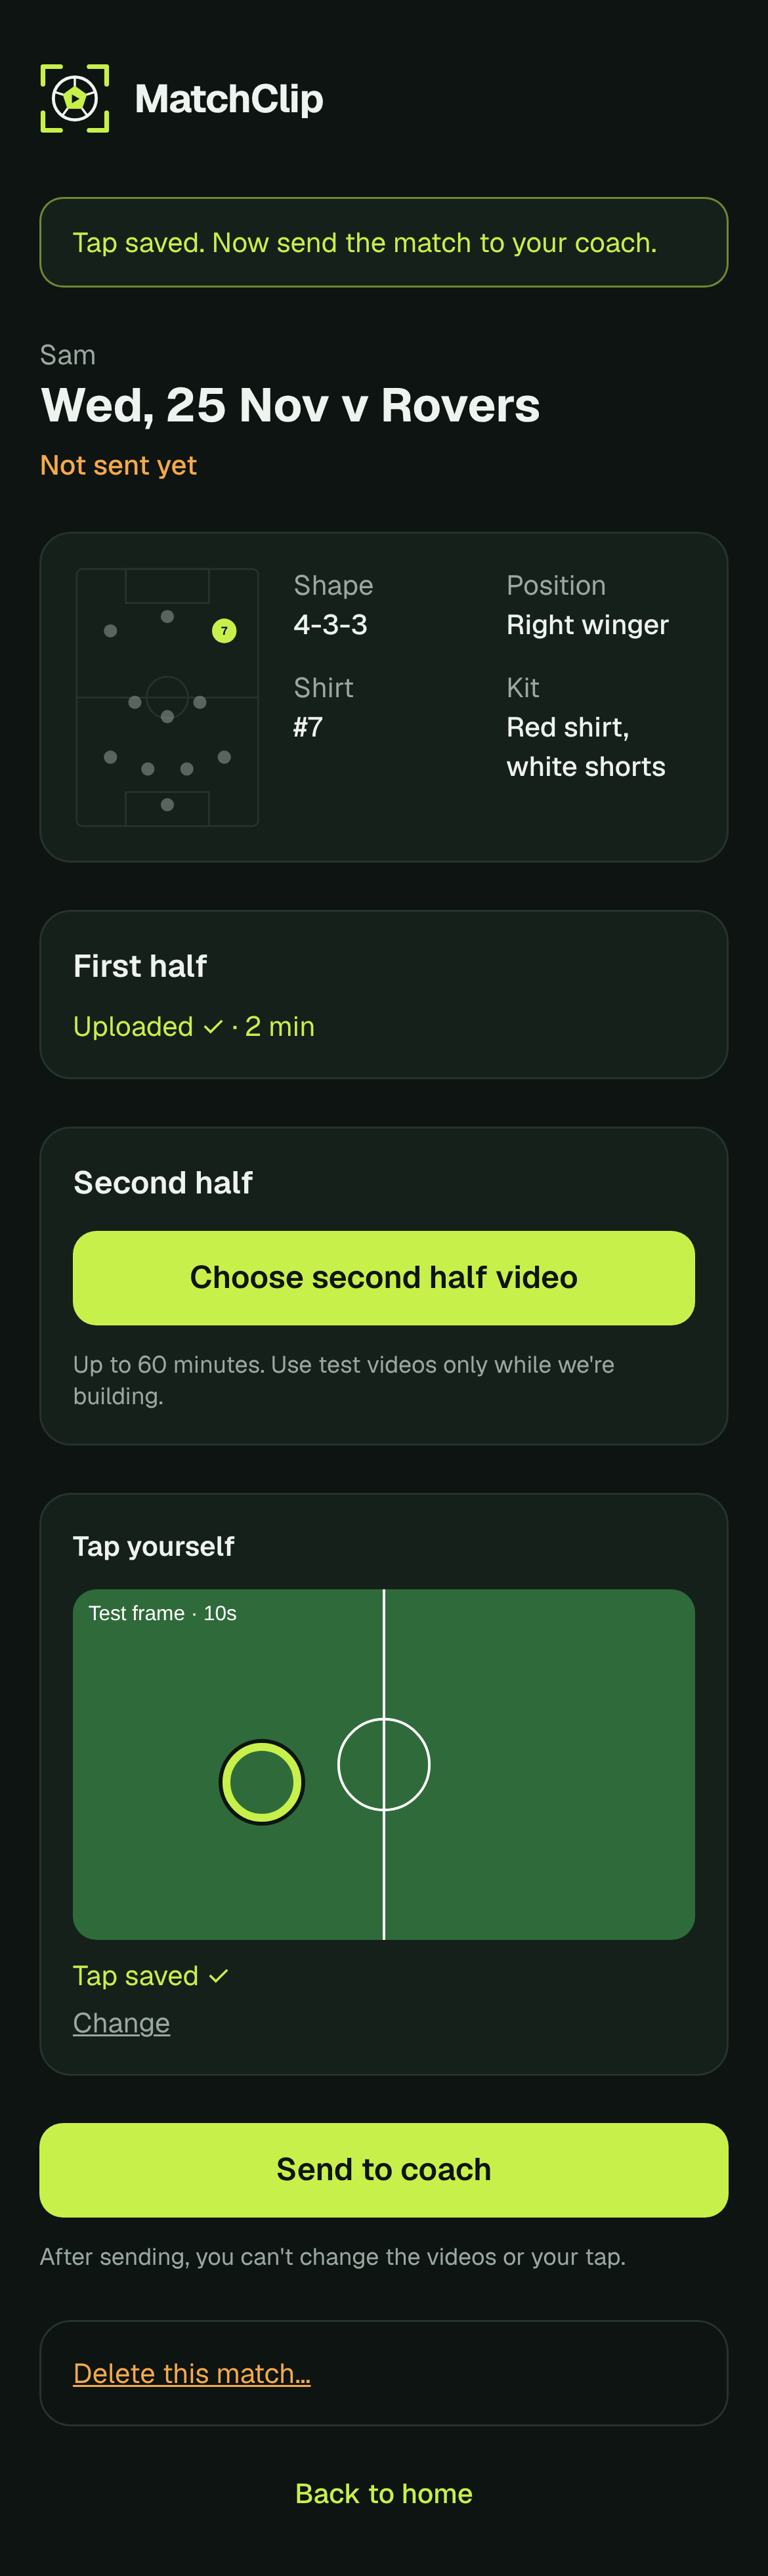 MatchClip
Tap saved. Now send the match to your coach.
Sam
Wed, 25 Nov v Rovers
Not sent yet
7
Shape
4-3-3
Position
Right winger
Shirt
#7
Kit
Red shirt,
white shorts
First half
Uploaded ✓ · 2 min
Second half
Choose second half video
Up to 60 minutes. Use test videos only while we're
building.
Tap yourself
Test frame · 10s
Tap saved ✓
Change
Send to coach
After sending, you can't change the videos or your tap.
Delete this match…
Back to home